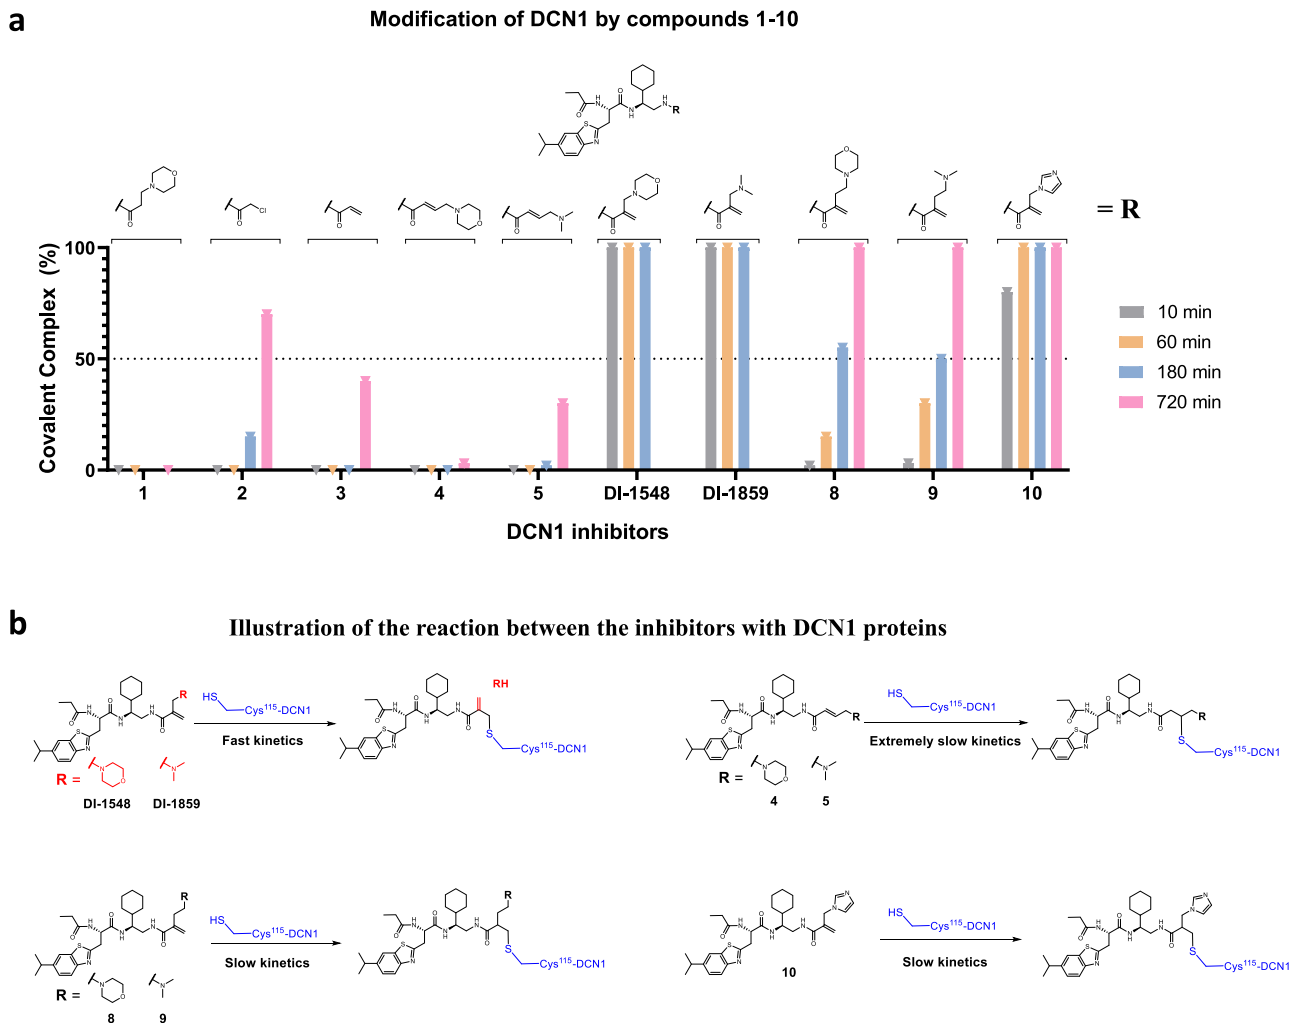 a
Modification of DCN1 by compounds 1-10
= R
Covalent Complex (%)
100
50
0
1
2
3
4
5
DI-1548
DI-1859
8
9
10
DCN1 inhibitors
10 min
60 min
180 min
720 min
b
Illustration of the reaction between the inhibitors with DCN1 proteins
R
HS
Cys¹¹⁵-DCN1
Fast kinetics
RH
S
Cys¹¹⁵-DCN1
R =
DI-1548
DI-1859
R
HS
Cys¹¹⁵-DCN1
Extremely slow kinetics
R
S
Cys¹¹⁵-DCN1
R =
4
5
R
HS
Cys¹¹⁵-DCN1
Slow kinetics
R
S
Cys¹¹⁵-DCN1
R =
8
9
10
HS
Cys¹¹⁵-DCN1
Slow kinetics
S
Cys¹¹⁵-DCN1